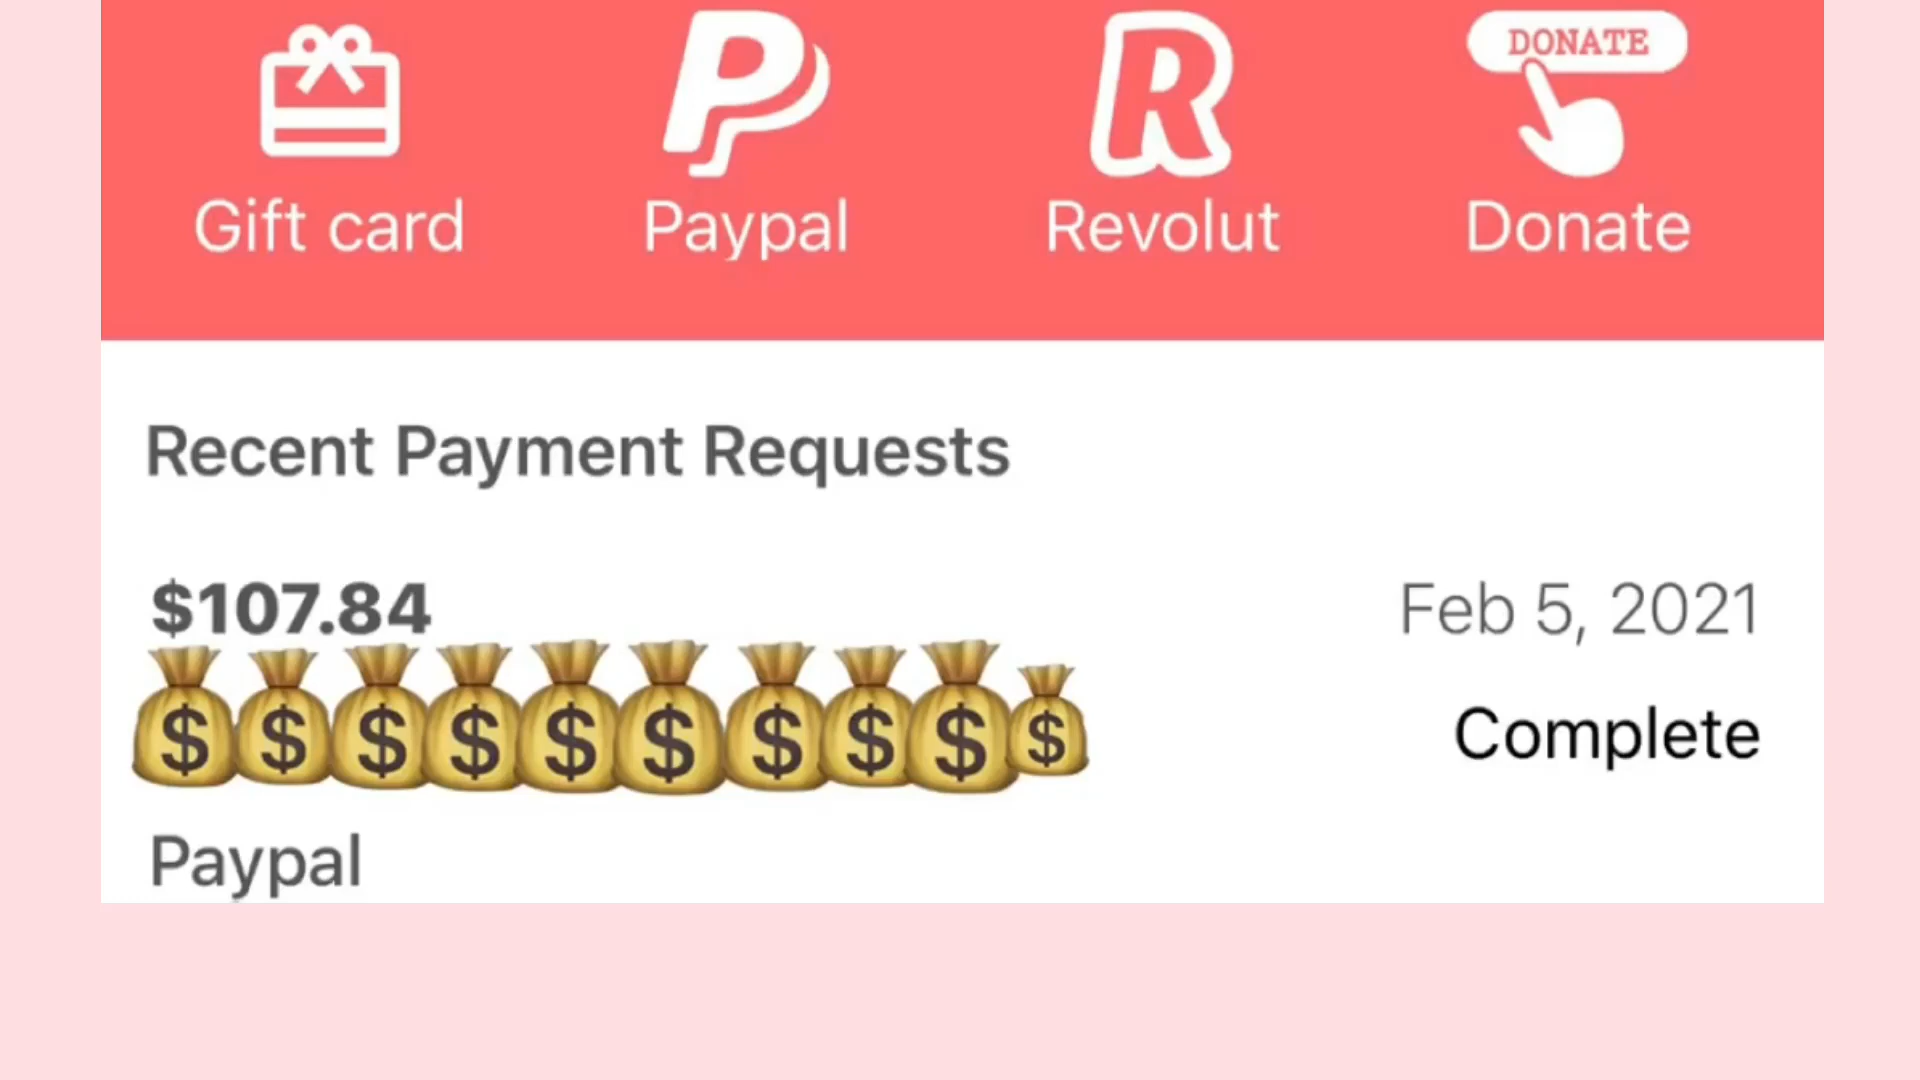 DONATE
Gift card Paypal Revolut Donate
Recent Payment Requests
$107.84 Feb 5, 2021
Complete
Paypal